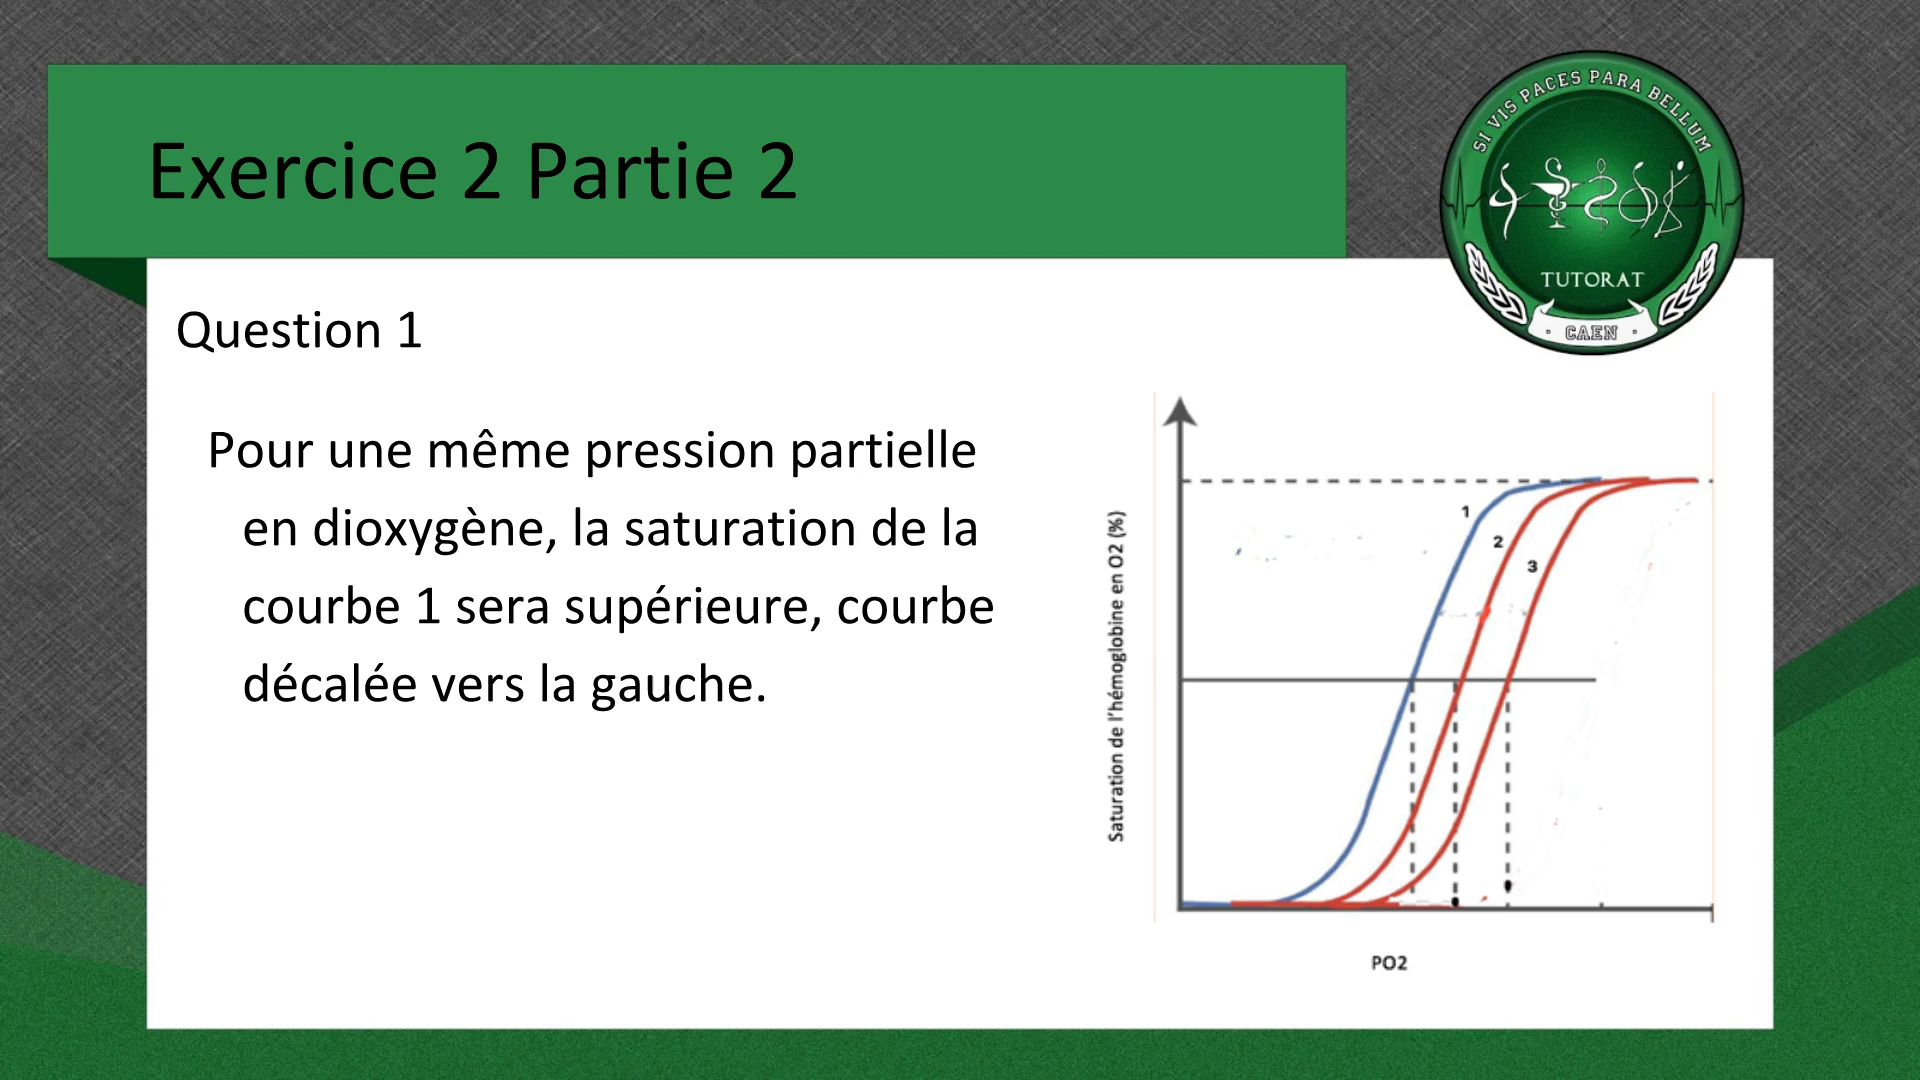 Exercice 2 Partie 2
SI VIS PACES PARA BELLUM
TUTORAT
· CAEN ·
Question 1
Pour une même pression partielle
en dioxygène, la saturation de la
courbe 1 sera supérieure, courbe
décalée vers la gauche.
Saturation de l'hémoglobine en O2 (%)
1
2
3
PO2